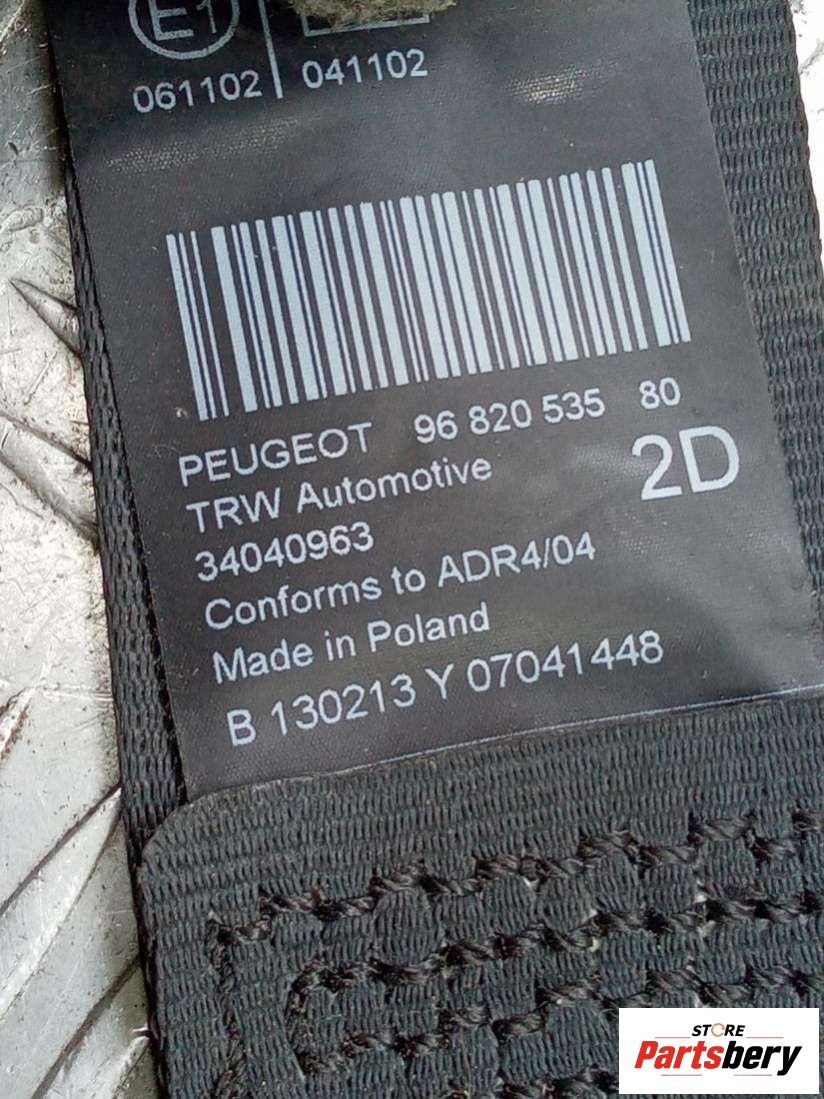 E1
061102 041102
PEUGEOT 96 820 535 80
TRW Automotive 2D
34040963
Conforms to ADR4/04
Made in Poland
B 130213 Y 07041448
STORE
Partsbery